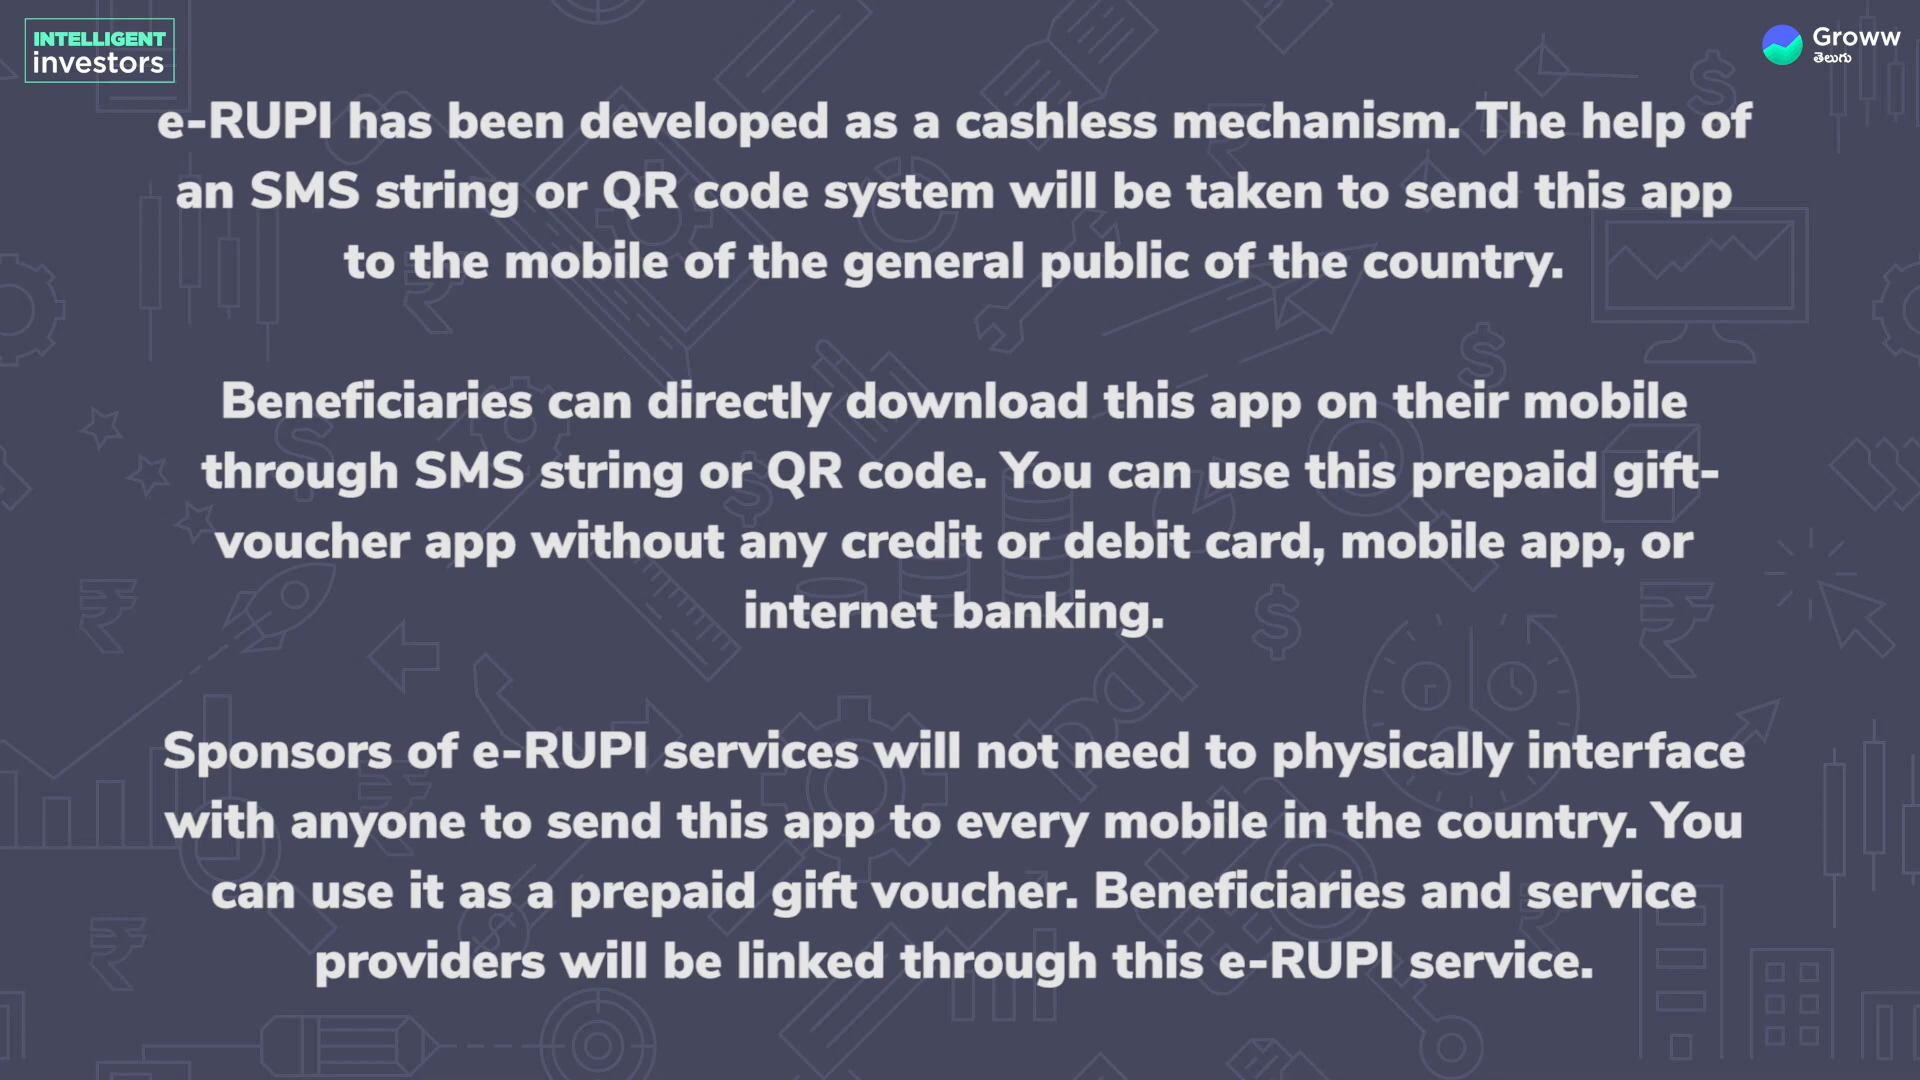 INTELLIGENT
investors
Groww
తెలుగు
e-RUPI has been developed as a cashless mechanism. The help of
an SMS string or QR code system will be taken to send this app
to the mobile of the general public of the country.
Beneficiaries can directly download this app on their mobile
through SMS string or QR code. You can use this prepaid gift-
voucher app without any credit or debit card, mobile app, or
internet banking.
Sponsors of e-RUPI services will not need to physically interface
with anyone to send this app to every mobile in the country. You
can use it as a prepaid gift voucher. Beneficiaries and service
providers will be linked through this e-RUPI service.